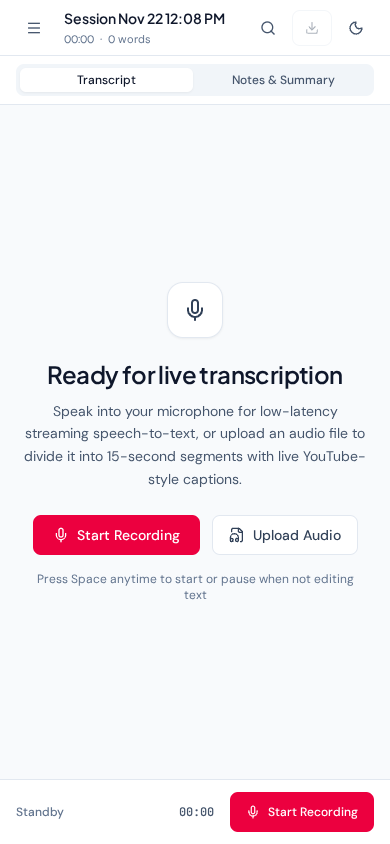 Session Nov 22 12:08 PM
00:00 · 0 words
Transcript
Notes & Summary
Ready for live transcription
Speak into your microphone for low-latency
streaming speech-to-text, or upload an audio file to
divide it into 15-second segments with live YouTube-
style captions.
Start Recording
Upload Audio
Press Space anytime to start or pause when not editing
text
Standby
00:00
Start Recording